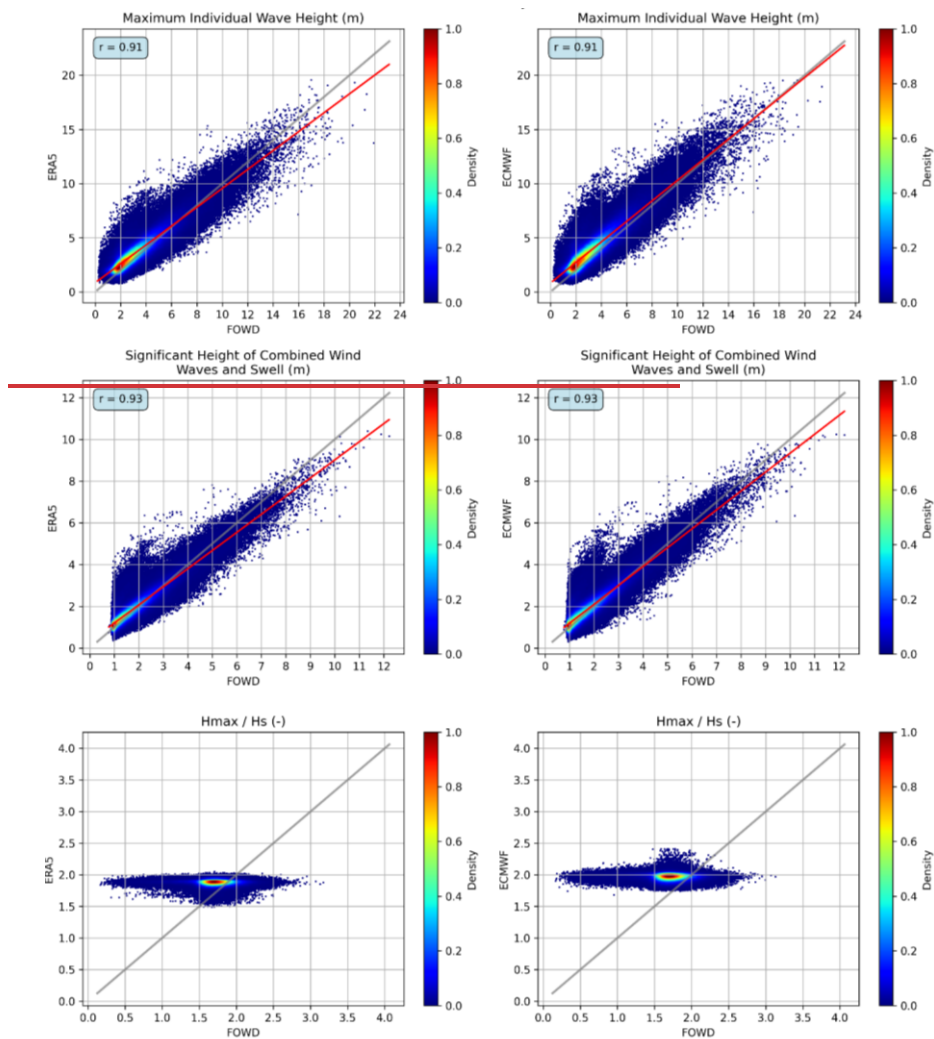 Maximum Individual Wave Height (m)
r = 0.91
20
15
10
5
0
ERA5
0 2 4 6 8 10 12 14 16 18 20 22 24
FOWD
1.0
0.8
0.6
0.4
0.2
0.0
Density
Maximum Individual Wave Height (m)
r = 0.91
20
15
10
5
0
ECMWF
0 2 4 6 8 10 12 14 16 18 20 22 24
FOWD
1.0
0.8
0.6
0.4
0.2
0.0
Density
Significant Height of Combined Wind
Waves and Swell (m)
r = 0.93
12
10
8
6
4
2
0
ERA5
0 1 2 3 4 5 6 7 8 9 10 11 12
FOWD
1.0
0.8
0.6
0.4
0.2
0.0
Density
Significant Height of Combined Wind
Waves and Swell (m)
r = 0.93
12
10
8
6
4
2
0
ECMWF
0 1 2 3 4 5 6 7 8 9 10 11 12
FOWD
1.0
0.8
0.6
0.4
0.2
0.0
Density
Hmax / Hs (-)
4.0
3.5
3.0
2.5
2.0
1.5
1.0
0.5
0.0
ERA5
0.0 0.5 1.0 1.5 2.0 2.5 3.0 3.5 4.0
FOWD
1.0
0.8
0.6
0.4
0.2
0.0
Density
Hmax / Hs (-)
4.0
3.5
3.0
2.5
2.0
1.5
1.0
0.5
0.0
ECMWF
0.0 0.5 1.0 1.5 2.0 2.5 3.0 3.5 4.0
FOWD
1.0
0.8
0.6
0.4
0.2
0.0
Density